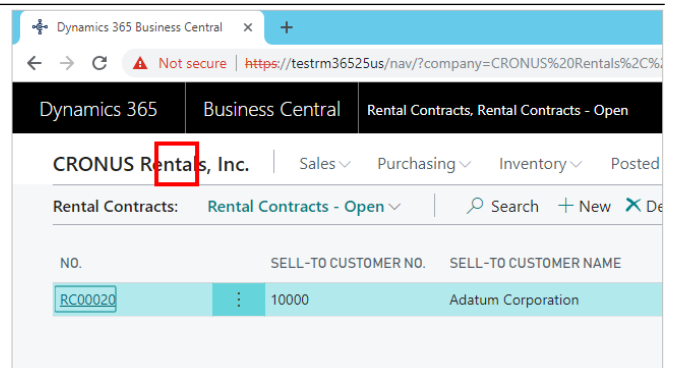 Dynamics 365 Business Central × +
Not secure | https://testrm36525us/nav/?company=CRONUS%20Rentals%2C%
Dynamics 365 Business Central Rental Contracts, Rental Contracts - Open
CRONUS Rentals, Inc. Sales Purchasing Inventory Posted
Rental Contracts: Rental Contracts - Open Search + New De
NO. SELL-TO CUSTOMER NO. SELL-TO CUSTOMER NAME
RC00020 10000 Adatum Corporation